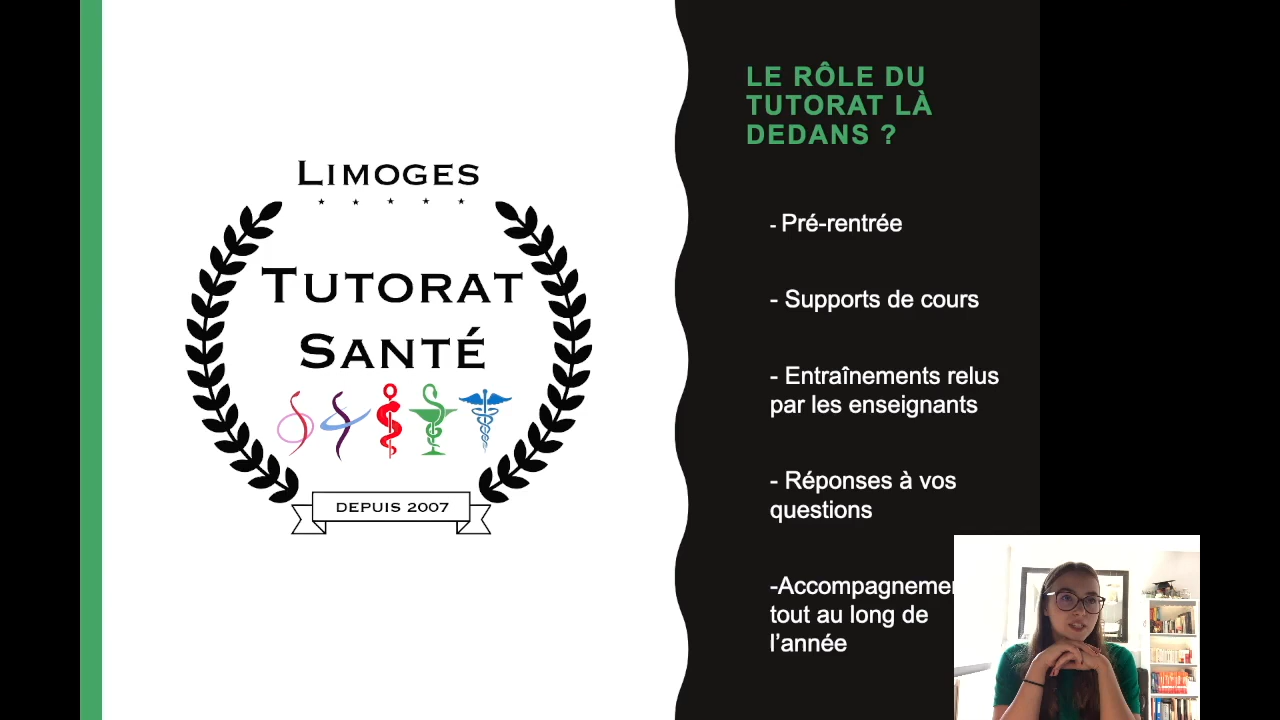 LIMOGES
TUTORAT
SANTÉ
DEPUIS 2007
LE RÔLE DU
TUTORAT LÀ
DEDANS ?
- Pré-rentrée
- Supports de cours
- Entraînements relus
par les enseignants
- Réponses à vos
questions
-Accompagnemen
tout au long de
l’année